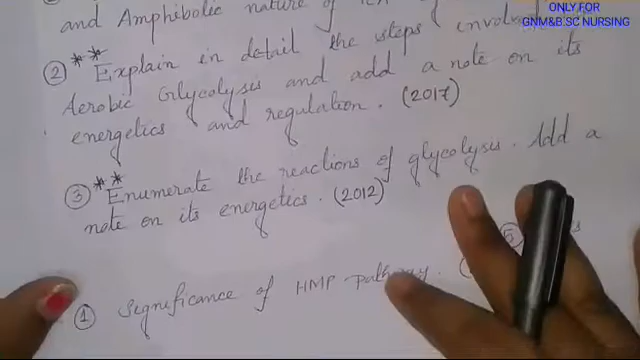 ONLY FOR
GNM&B.SC NURSING
and Amphibolic nature of
② ** Explain in detail the steps involved
Aerobic Glycolysis and add a note on its
energetics and regulation. (2017)
③ ** Enumerate the reactions of glycolysis. Add a
note on its energetics. (2012)
① Significance of HMP pathway.